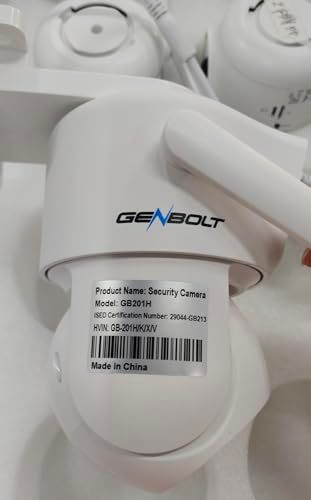 GENBOLT
Product Name: Security Camera
Model: GB201H
ISED Certification Number: 29044-GB213
HVIN: GB-201H/K/X/V
Made in China